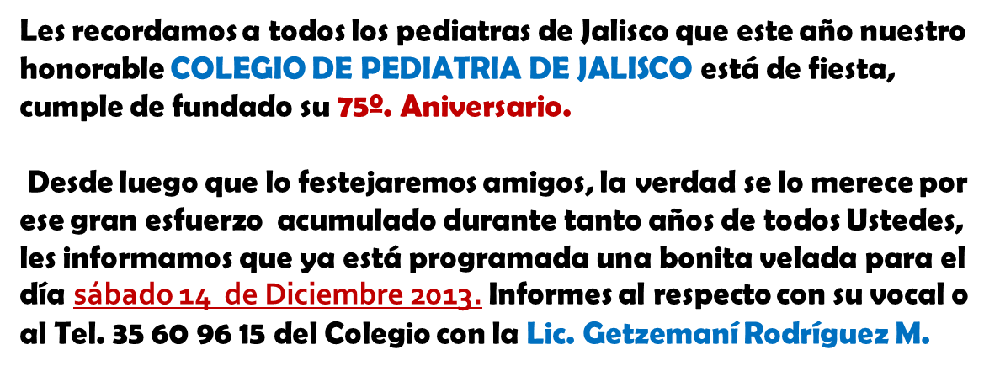 Les recordamos a todos los pediatras de Jalisco que este año nuestro
honorable COLEGIO DE PEDIATRIA DE JALISCO está de fiesta,
cumple de fundado su 75º. Aniversario.
Desde luego que lo festejaremos amigos, la verdad se lo merece por
ese gran esfuerzo acumulado durante tanto años de todos Ustedes,
les informamos que ya está programada una bonita velada para el
día sábado 14 de Diciembre 2013. Informes al respecto con su vocal o
al Tel. 35 60 96 15 del Colegio con la Lic. Getzemaní Rodríguez M.